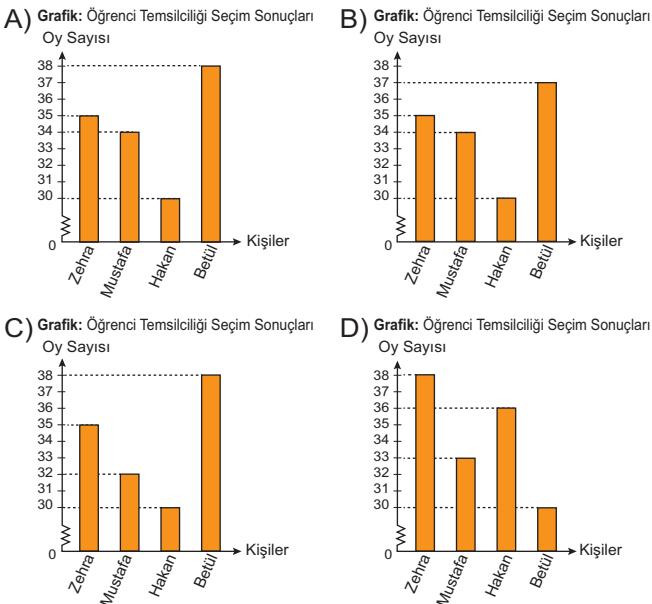 A) Grafik: Öğrenci Temsilciliği Seçim Sonuçları
Oy Sayısı
38
37
36
35
34
33
32
31
30
0
Zehra
Mustafa
Hakan
Betül
Kişiler
B) Grafik: Öğrenci Temsilciliği Seçim Sonuçları
Oy Sayısı
38
37
36
35
34
33
32
31
30
0
Zehra
Mustafa
Hakan
Betül
Kişiler
C) Grafik: Öğrenci Temsilciliği Seçim Sonuçları
Oy Sayısı
38
37
36
35
33
32
31
30
0
Zehra
Mustafa
Hakan
Betül
Kişiler
D) Grafik: Öğrenci Temsilciliği Seçim Sonuçları
Oy Sayısı
38
37
36
35
34
33
32
31
30
0
Zehra
Mustafa
Hakan
Betül
Kişiler